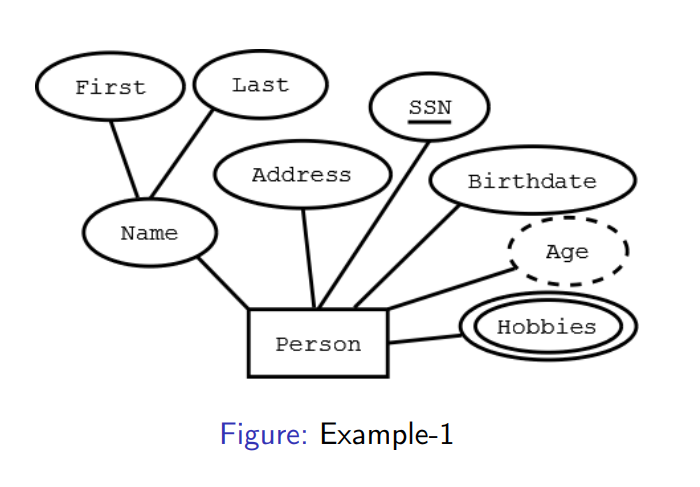 First
Last
SSN
Address
Birthdate
Name
Age
Hobbies
Person
Figure: Example-1